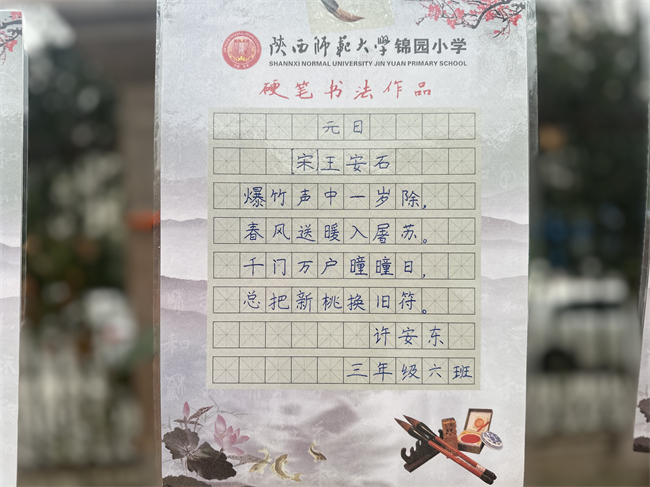 陕西师范大學锦园小学
SHANNXI NORMAL UNIVERSITY JIN YUAN PRIMARY SCHOOL
硬笔书法作品
元日
[宋]王安石
爆竹声中一岁除,
春风送暖入屠苏。
千门万户曈曈日,
总把新桃换旧符。
许安东
三年级六班